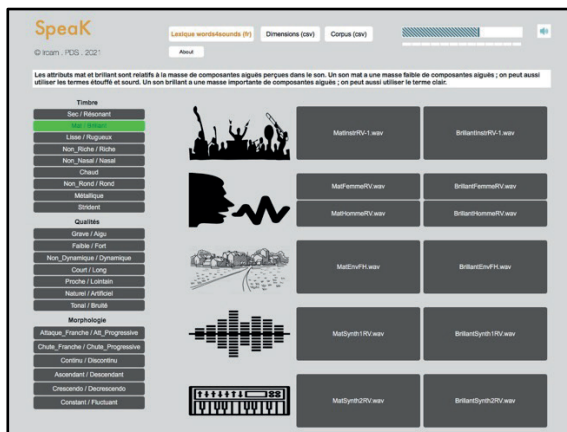 SpeaK
Lexique words4sounds (fr)
Dimensions (csv)
Corpus (csv)
© Ircam . PDS . 2021
About
Les attributs mat et brillant sont relatifs à la masse de composantes aiguës perçues dans le son. Un son mat a une masse faible de composantes aiguës ; on peut aussi
utiliser les termes étouffé et sourd. Un son brillant a une masse importante de composantes aiguës ; on peut aussi utiliser le terme clair.
Timbre
Sec / Résonant
Mat / Brillant
Lisse / Rugueux
Non_Riche / Riche
Non_Nasal / Nasal
Chaud
Non_Rond / Rond
Métallique
Strident
Qualités
Grave / Aigu
Faible / Fort
Non_Dynamique / Dynamique
Court / Long
Proche / Lointain
Naturel / Artificiel
Tonal / Bruité
Morphologie
Attaque_Franche / Att_Progressive
Chute_Franche / Chute_Progressive
Continu / Discontinu
Ascendant / Descendant
Crescendo / Decrescendo
Constant / Fluctuant
MatInstrRV-1.wav
BrillantInstrRV-1.wav
MatFemmeRV.wav
BrillantFemmeRV.wav
MatHommeRV.wav
BrillantHommeRV.wav
MatEnvFH.wav
BrillantEnvFH.wav
MatSynth1RV.wav
BrillantSynth1RV.wav
MatSynth2RV.wav
BrillantSynth2RV.wav